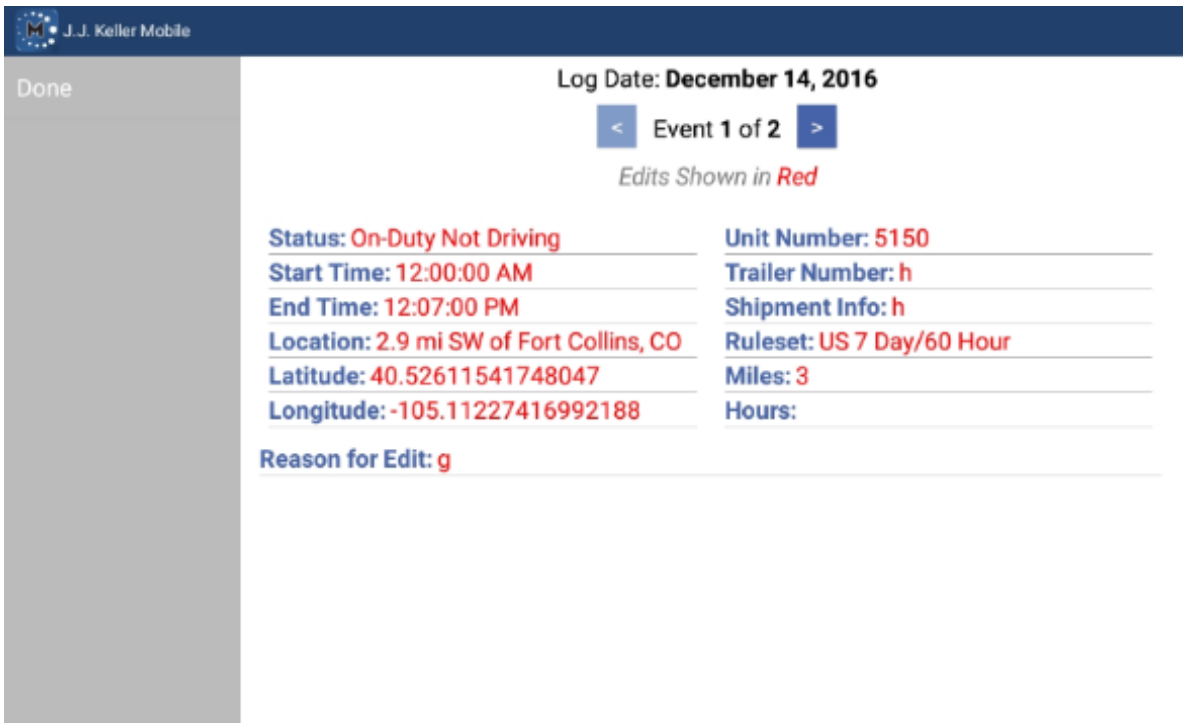 J.J. Keller Mobile
Done
Log Date: December 14, 2016
< Event 1 of 2 >
Edits Shown in Red
Status: On-Duty Not Driving
Start Time: 12:00:00 AM
End Time: 12:07:00 PM
Location: 2.9 mi SW of Fort Collins, CO
Latitude: 40.52611541748047
Longitude: -105.11227416992188
Unit Number: 5150
Trailer Number: h
Shipment Info: h
Ruleset: US 7 Day/60 Hour
Miles: 3
Hours:
Reason for Edit: g